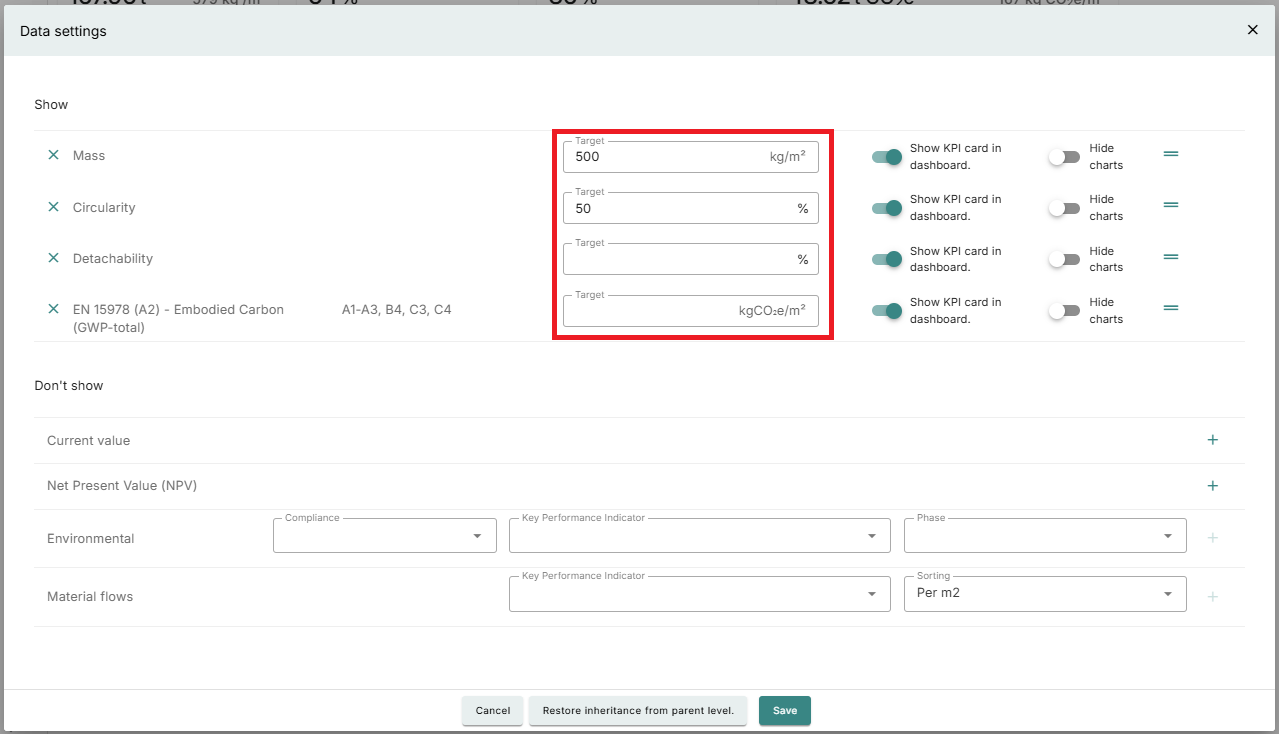 Data settings
Show
Mass
Target
500 kg/m²
Show KPI card in dashboard.
Hide charts
Circularity
Target
50 %
Show KPI card in dashboard.
Hide charts
Detachability
Target
%
Show KPI card in dashboard.
Hide charts
EN 15978 (A2) - Embodied Carbon
(GWP-total)
A1-A3, B4, C3, C4
Target
kgCO₂e/m²
Show KPI card in dashboard.
Hide charts
Don't show
Current value
Net Present Value (NPV)
Environmental
Compliance
Key Performance Indicator
Phase
Material flows
Key Performance Indicator
Sorting
Per m2
Cancel
Restore inheritance from parent level.
Save